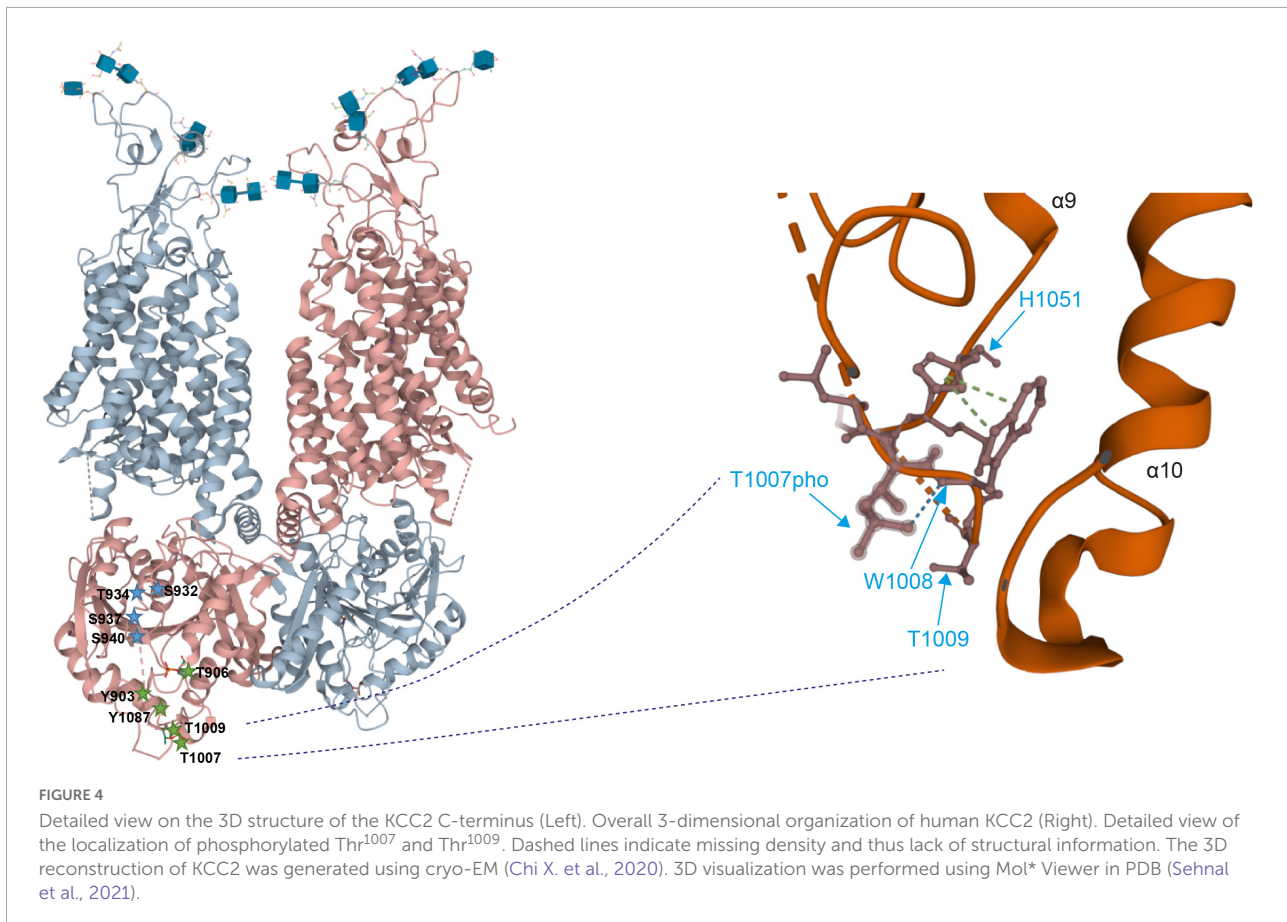 α9
H1051
α10
T1007pho
W1008
T1009
T934
S932
S937
S940
T906
Y903
Y1087
T1009
T1007
FIGURE 4
Detailed view on the 3D structure of the KCC2 C-terminus (Left). Overall 3-dimensional organization of human KCC2 (Right). Detailed view of
the localization of phosphorylated Thr¹⁰⁰⁷ and Thr¹⁰⁰⁹. Dashed lines indicate missing density and thus lack of structural information. The 3D
reconstruction of KCC2 was generated using cryo-EM (Chi X. et al., 2020). 3D visualization was performed using Mol* Viewer in PDB (Sehnal
et al., 2021).